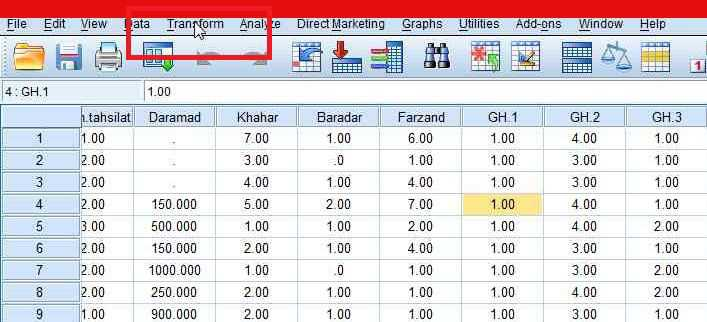 File Edit View Data Transform Analyze Direct Marketing Graphs Utilities Add-ons Window Help
4 : GH.1 1.00
n.tahsilat Daramad Khahar Baradar Farzand GH.1 GH.2 GH.3
1 1.00 . 7.00 1.00 6.00 1.00 4.00 1.00
2 2.00 . 3.00 .0 1.00 1.00 3.00 1.00
3 2.00 . 4.00 1.00 4.00 1.00 3.00 1.00
4 2.00 150.000 5.00 2.00 7.00 1.00 4.00 1.00
5 3.00 500.000 1.00 1.00 2.00 1.00 4.00 2.00
6 2.00 150.000 2.00 1.00 4.00 1.00 3.00 1.00
7 2.00 1000.000 1.00 .0 1.00 1.00 3.00 2.00
8 2.00 250.000 2.00 1.00 4.00 1.00 4.00 2.00
9 1.00 900.000 2.00 1.00 2.00 1.00 3.00 1.00